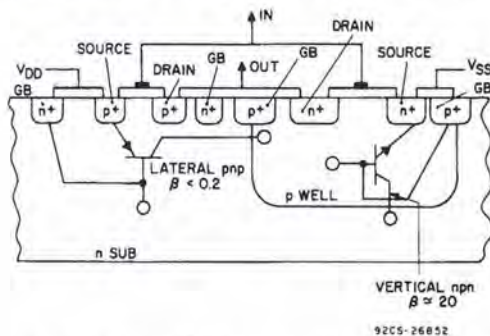 IN
SOURCE
DRAIN
GB
OUT
GB
DRAIN
SOURCE
VDD
VSS
GB
GB
n+
p+
p+
n+
p+
n+
n+
p+
LATERAL pnp
β < 0.2
p WELL
n SUB
VERTICAL npn
β ≃ 20
92CS-26852